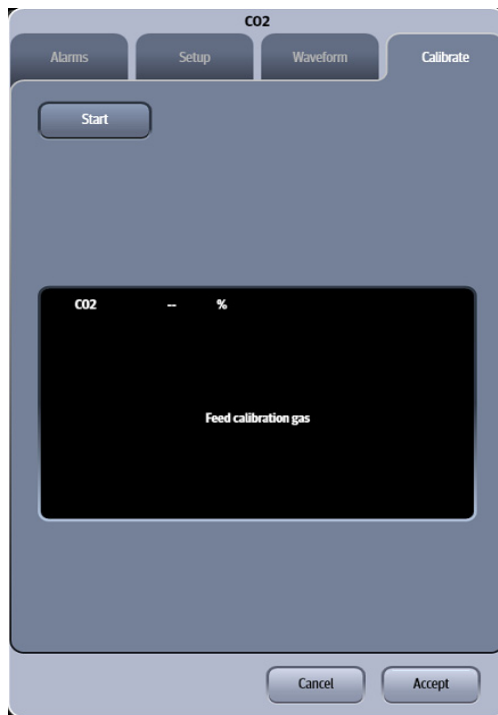 CO2
Alarms Setup Waveform Calibrate
Start
CO2 -- %
Feed calibration gas
Cancel Accept